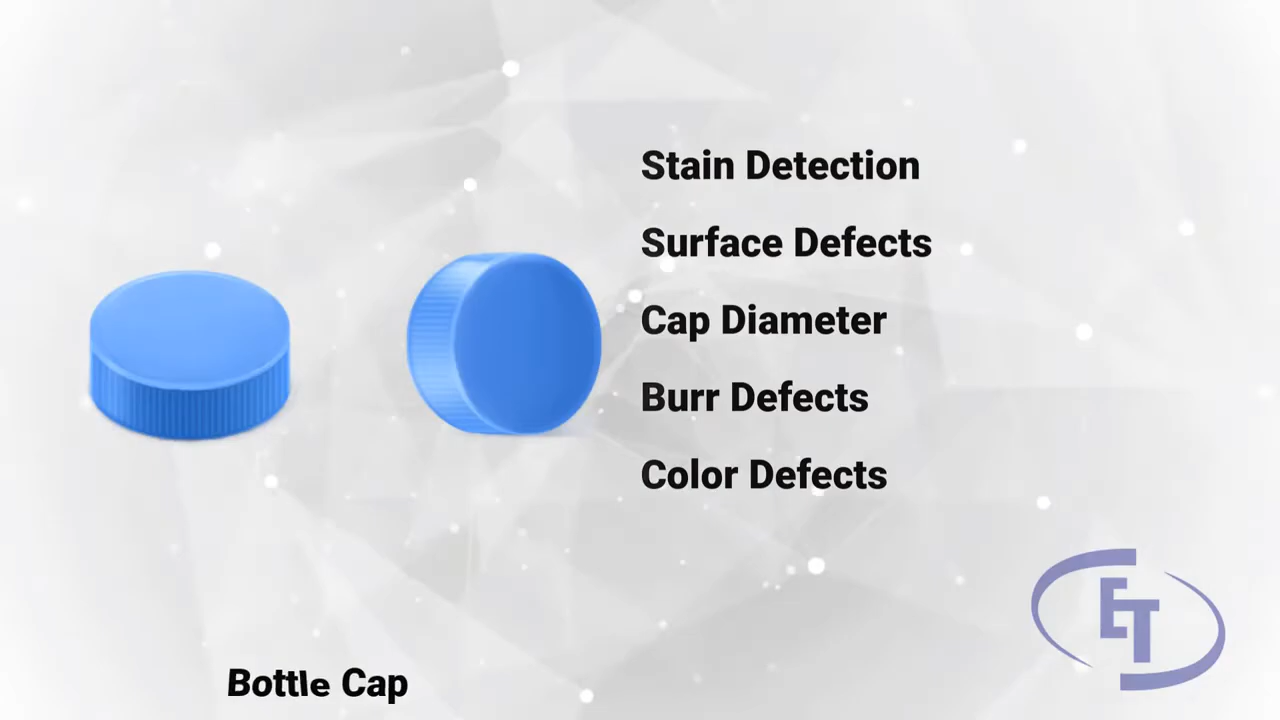 Stain Detection
Surface Defects
Cap Diameter
Burr Defects
Color Defects
Bottle Cap
ET